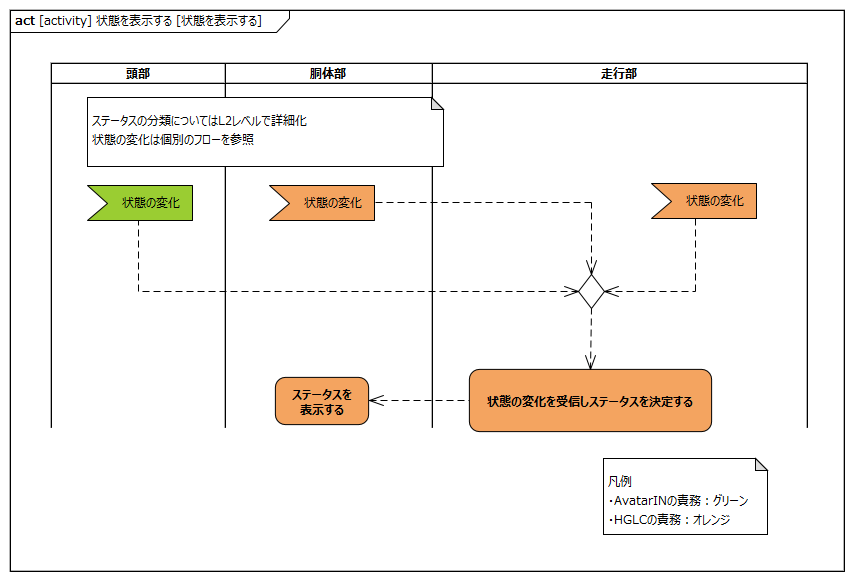 act [activity] 状態を表示する [状態を表示する]
頭部
胴体部
走行部
ステータスの分類についてはL2レベルで詳細化
状態の変化は個別のフローを参照
状態の変化
状態の変化
状態の変化
ステータスを
表示する
状態の変化を受信しステータスを決定する
凡例
・AvatarINの責務：グリーン
・HGLCの責務：オレンジ